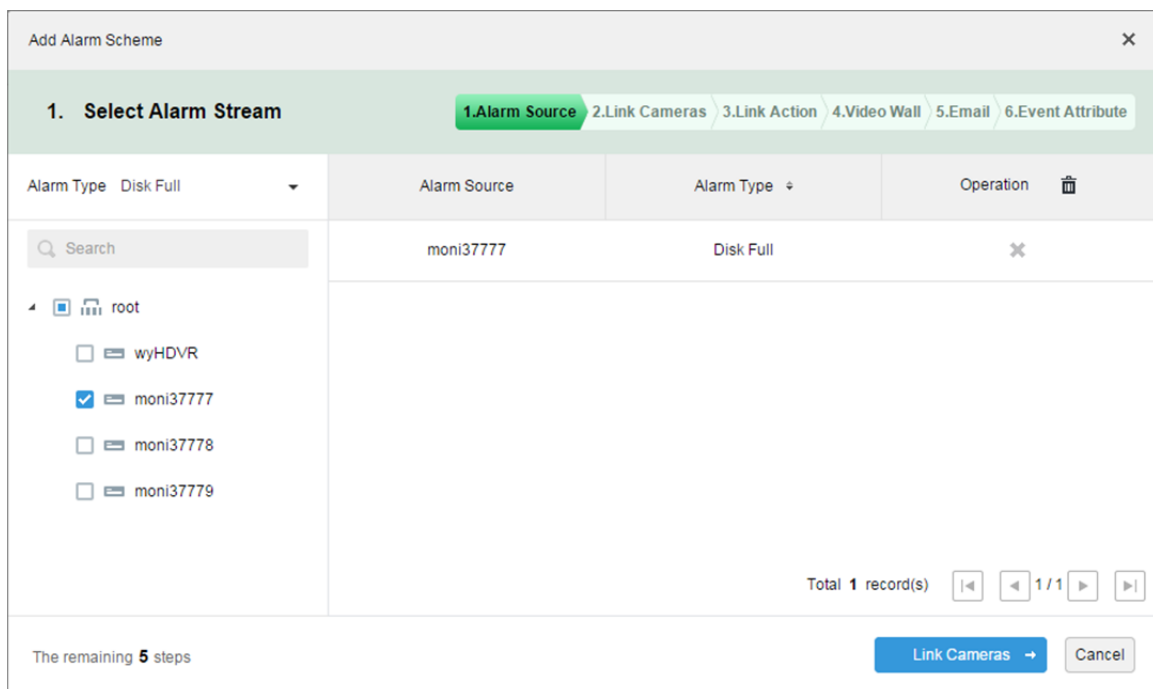 Add Alarm Scheme
1. Select Alarm Stream
1.Alarm Source 2.Link Cameras 3.Link Action 4.Video Wall 5.Email 6.Event Attribute
Alarm Type Disk Full
Alarm Source Alarm Type Operation
Search
moni37777 Disk Full
root
wyHDVR
moni37777
moni37778
moni37779
Total 1 record(s) 1 / 1
The remaining 5 steps
Link Cameras
Cancel